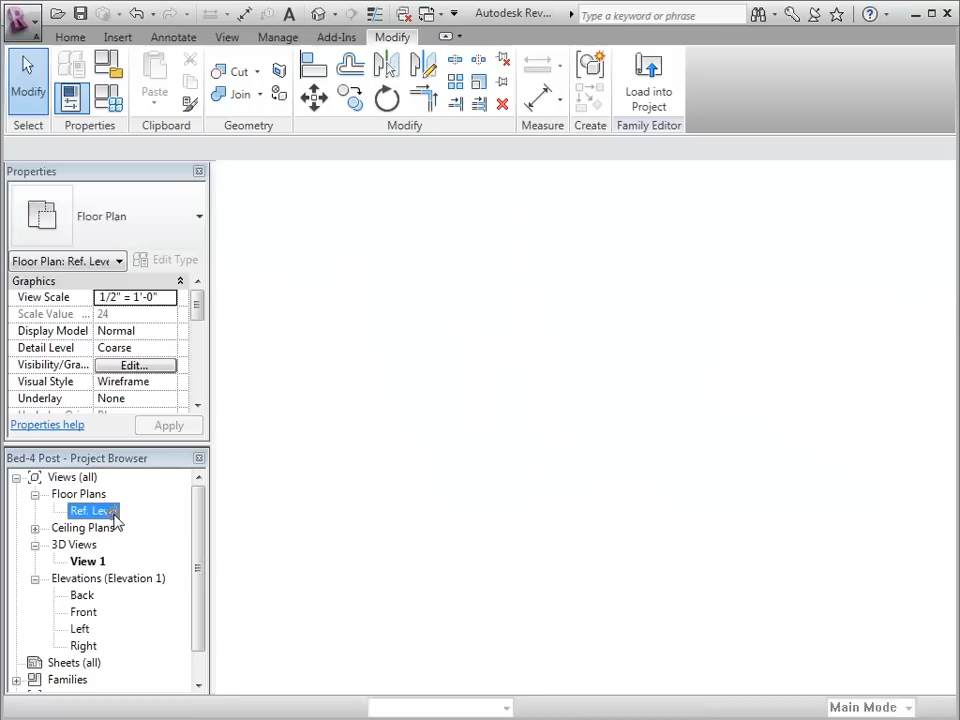 Autodesk Rev...
Type a keyword or phrase
Home Insert Annotate View Manage Add-Ins Modify
Modify
Paste
Cut
Join
Load into
Project
Select Properties Clipboard Geometry Modify Measure Create Family Editor
Properties
Floor Plan
Floor Plan: Ref. Leve Edit Type
Graphics
View Scale 1/2" = 1'-0"
Scale Value ... 24
Display Model Normal
Detail Level Coarse
Visibility/Gra... Edit...
Visual Style Wireframe
Underlay None
Properties help Apply
Bed-4 Post - Project Browser
Views (all)
Floor Plans
Ref. Lev
Ceiling Plans
3D Views
View 1
Elevations (Elevation 1)
Back
Front
Left
Right
Sheets (all)
Families
Main Mode